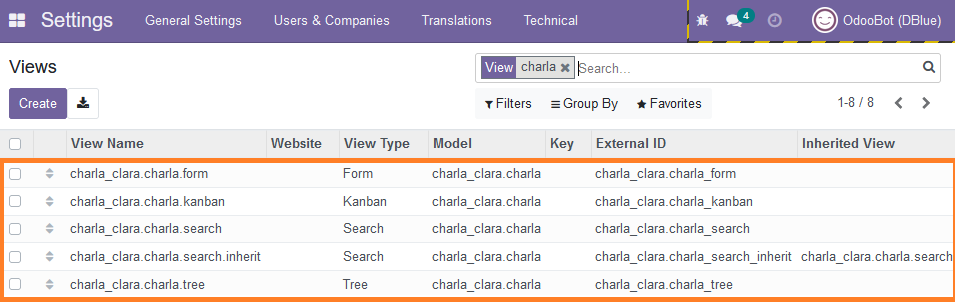 Settings General Settings Users & Companies Translations Technical 4 OdooBot (DBlue)
Views View charla Search...
Create Filters Group By Favorites 1-8 / 8
View Name Website View Type Model Key External ID Inherited View
charla_clara.charla.form Form charla_clara.charla charla_clara.charla_form
charla_clara.charla.kanban Kanban charla_clara.charla charla_clara.charla_kanban
charla_clara.charla.search Search charla_clara.charla charla_clara.charla_search
charla_clara.charla.search.inherit Search charla_clara.charla charla_clara.charla_search_inherit charla_clara.charla.search
charla_clara.charla.tree Tree charla_clara.charla charla_clara.charla_tree